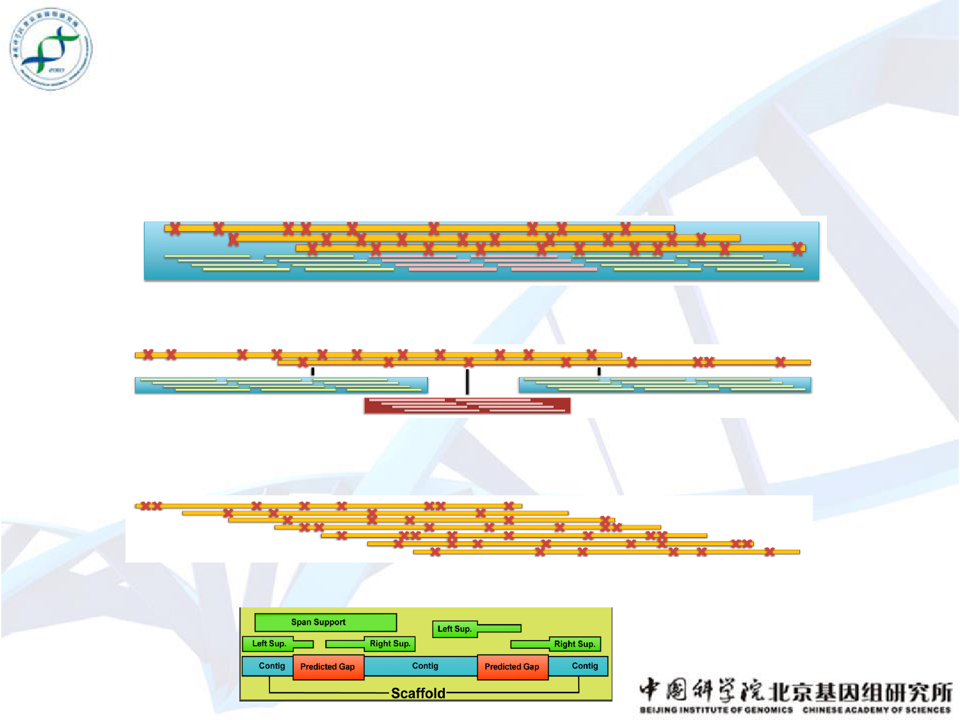 Span Support
Left Sup.
Left Sup.
Right Sup.
Right Sup.
Contig
Predicted Gap
Contig
Predicted Gap
Contig
Scaffold
中国科学院北京基因组研究所
BEIJING INSTITUTE OF GENOMICS CHINESE ACADEMY OF SCIENCES